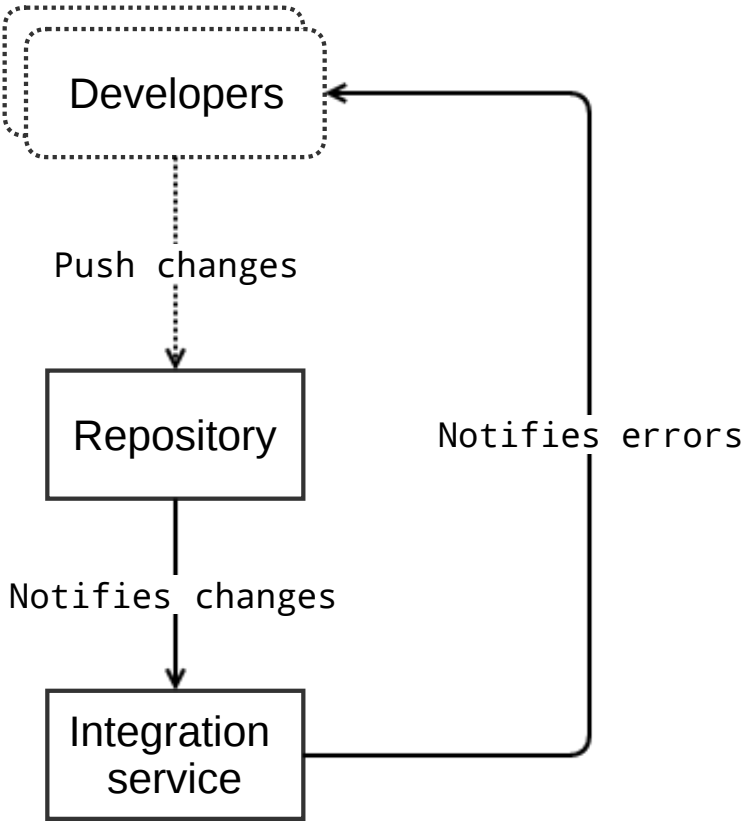 Developers
Push changes
Repository
Notifies errors
Notifies changes
Integration
service